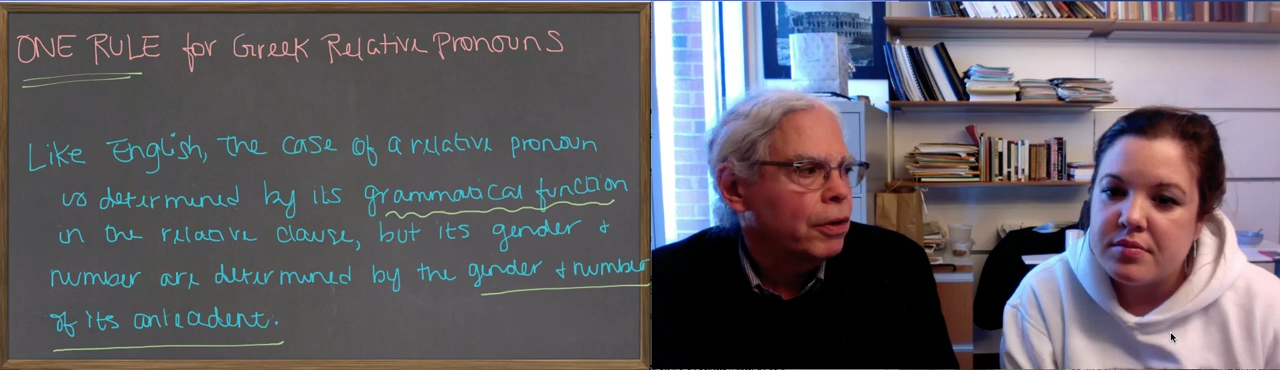 ONE RULE for Greek Relative Pronouns
Like English, the case of a relative pronoun
is determined by its grammatical function
in the relative clause, but its gender &
number are determined by the gender & number
of its antecedent.